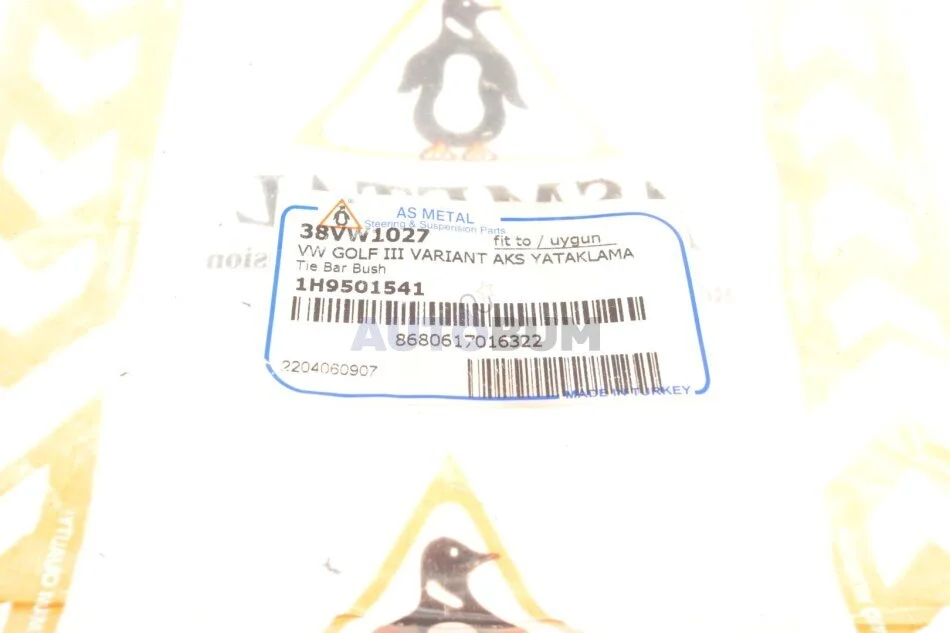 AS METAL
Steering & Suspension Parts
38VW1027 fit to / uygun
VW GOLF III VARIANT AKS YATAKLAMA
Tie Bar Bush
1H9501541
AUTOBUM
8680617016322
2204060907
MADE IN TURKEY